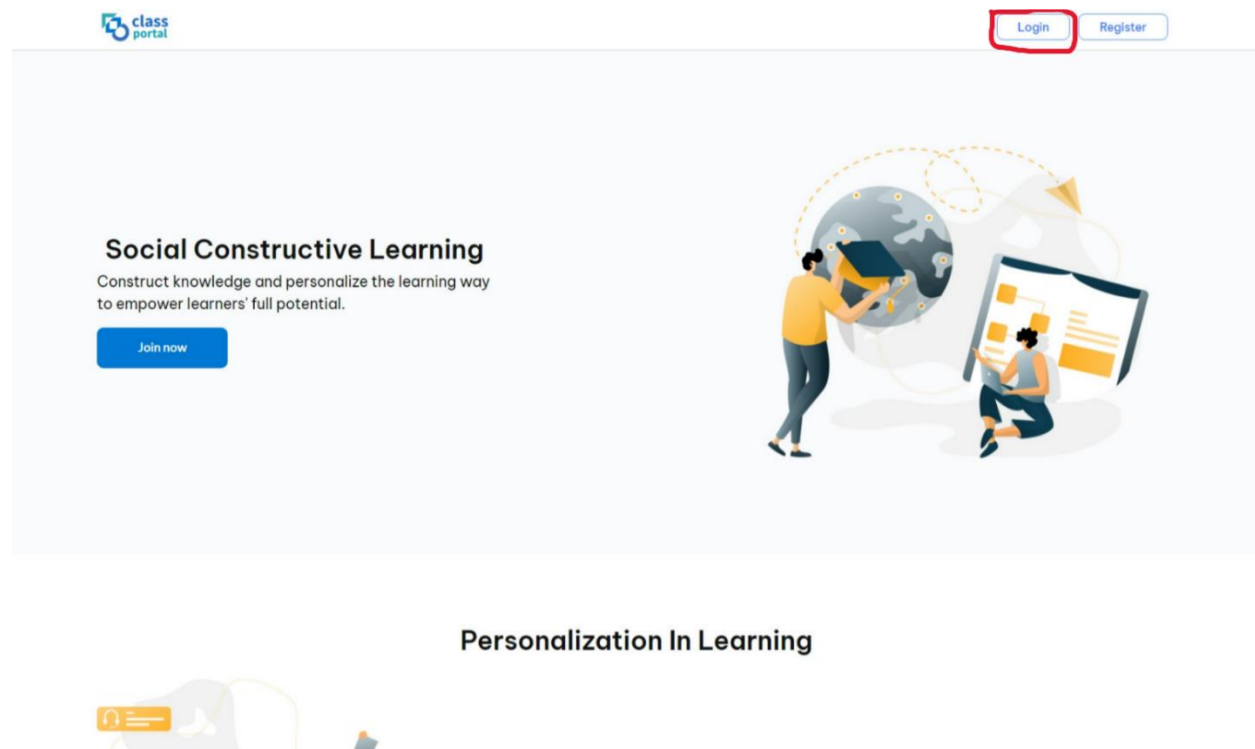 class
portal
Login
Register
Social Constructive Learning
Construct knowledge and personalize the learning way
to empower learners' full potential.
Join now
Personalization In Learning